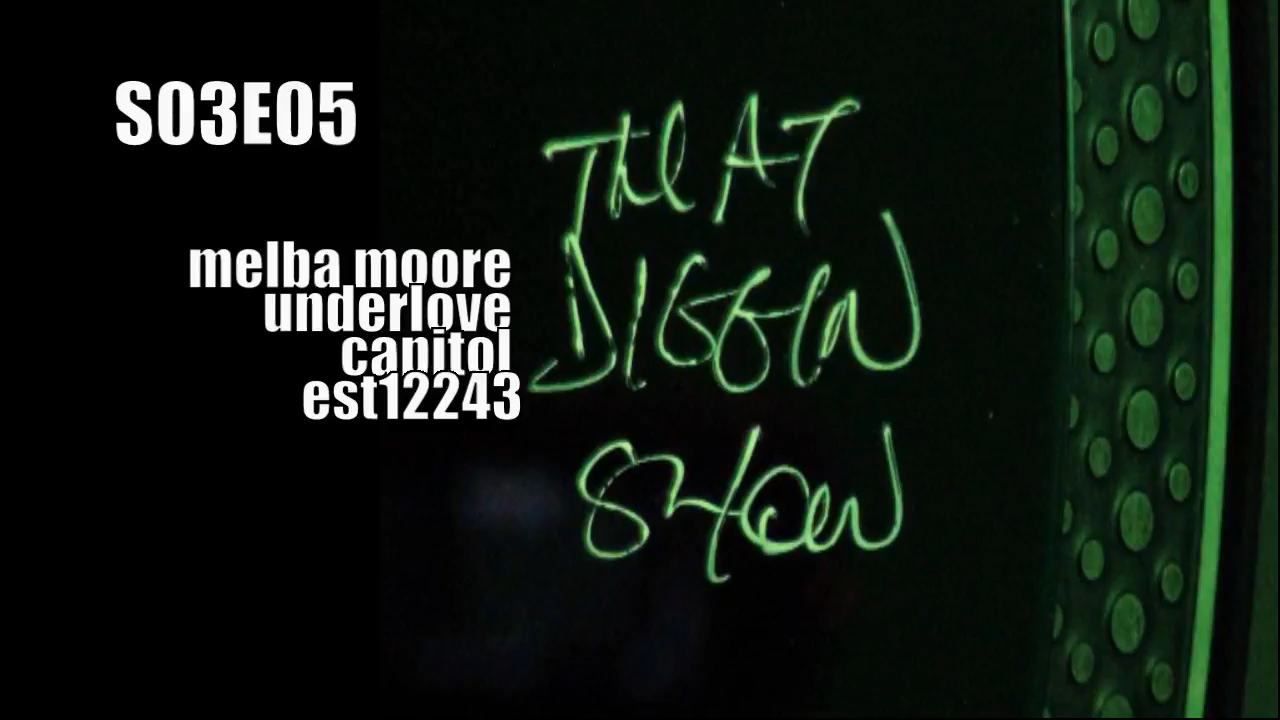 S03E05
melba moore
underlove
capitol
est12243
The AT
DIGGIN
SHOW